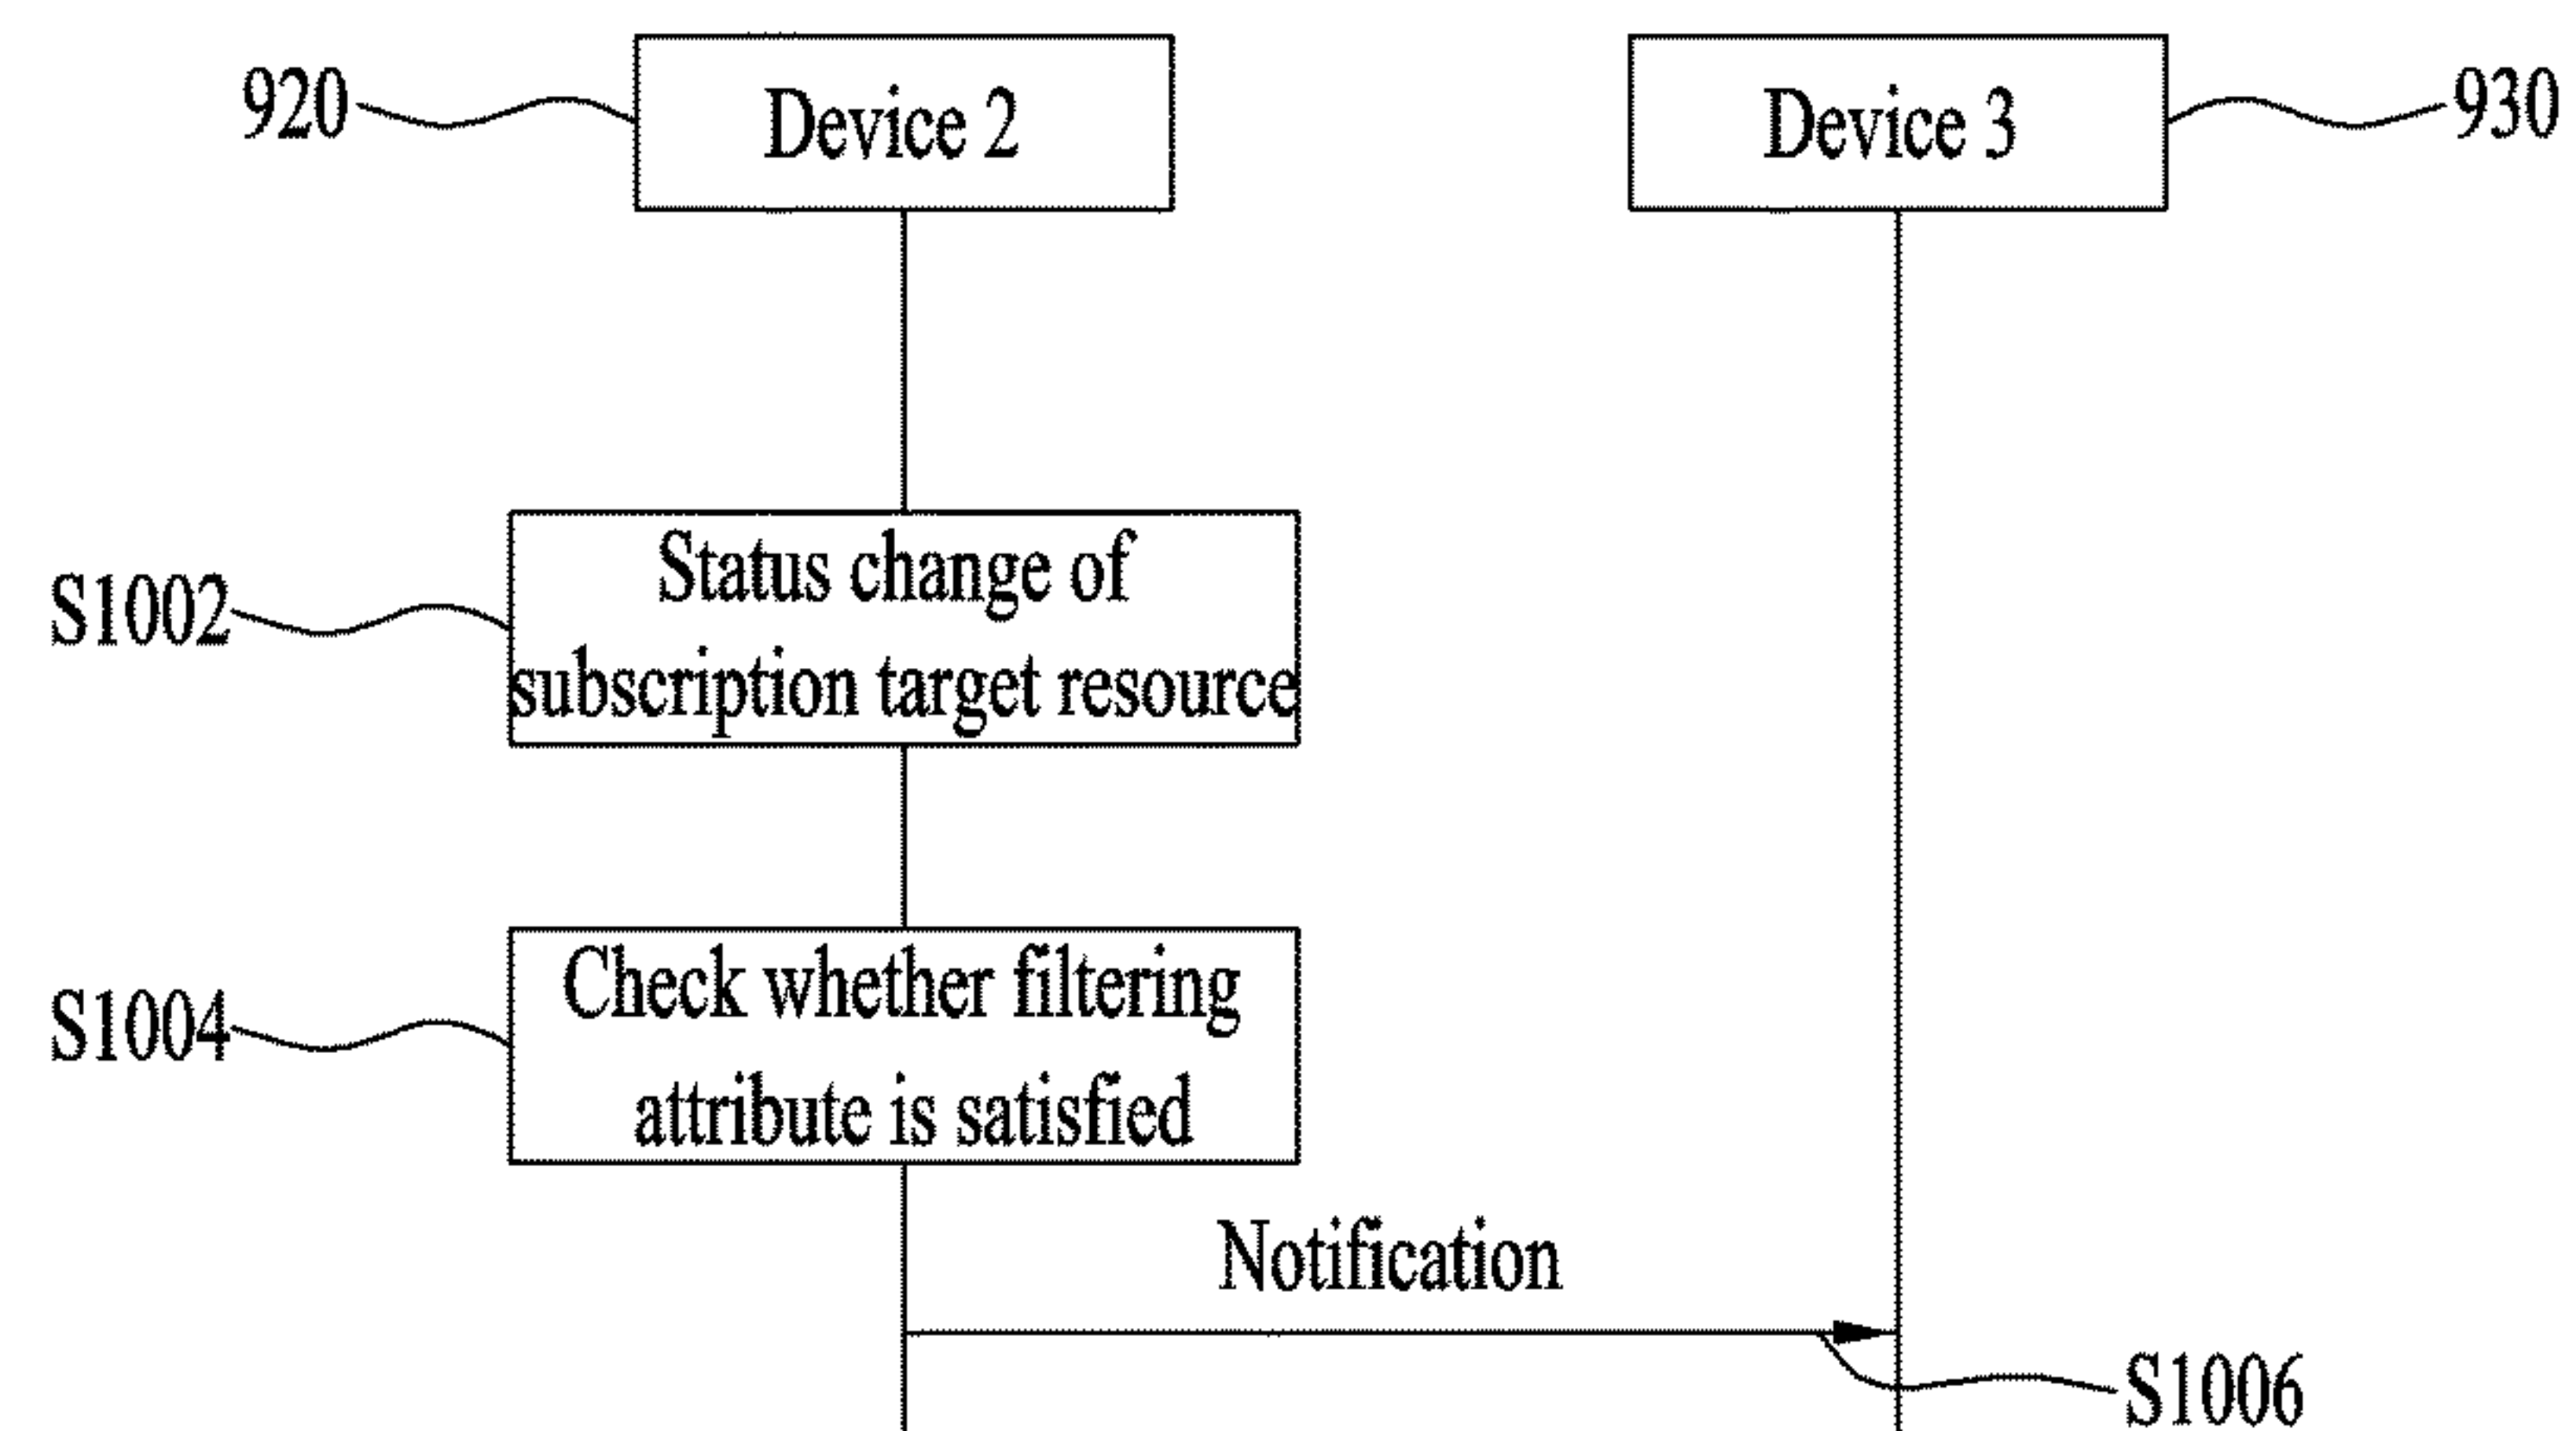 920
Device 2
Device 3
930
S1002
Status change of
subscription target resource
S1004
Check whether filtering
attribute is satisfied
Notification
S1006